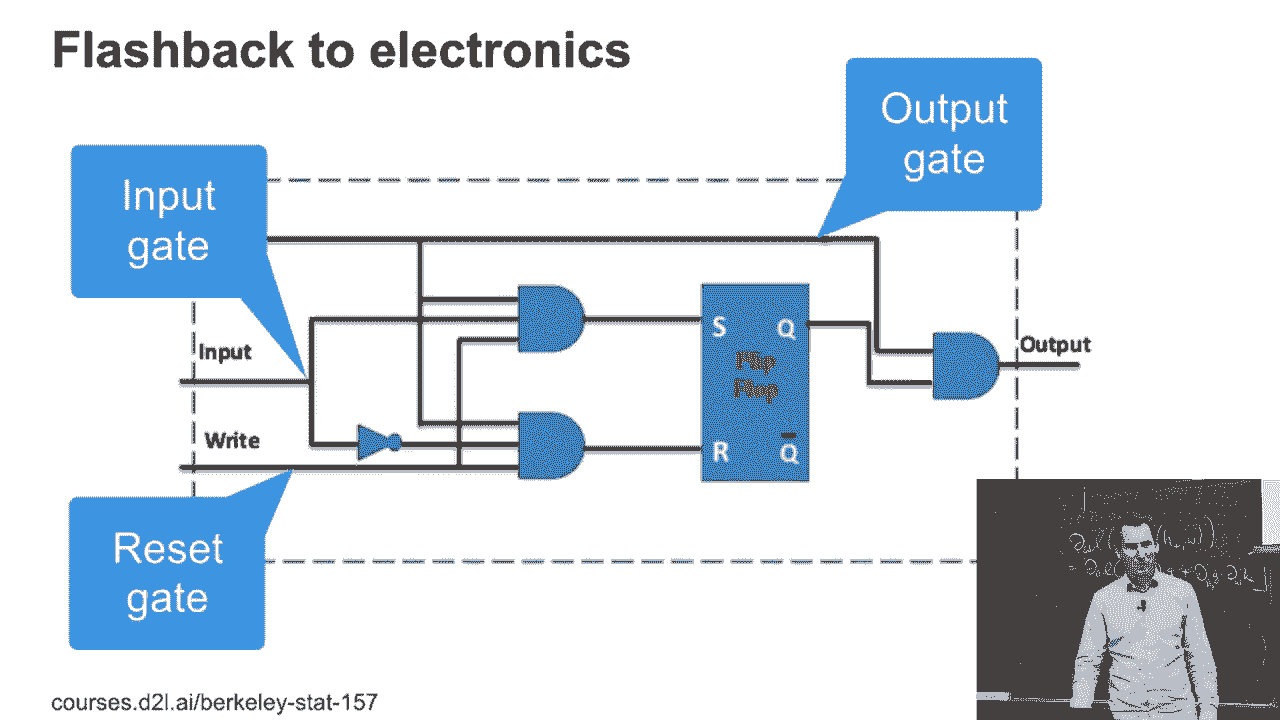 Flashback to electronics
Output
gate
Input
gate
Input
Output
S
Q
Flip
Flop
Write
R
Q
Reset
gate
courses.d2l.ai/berkeley-stat-157